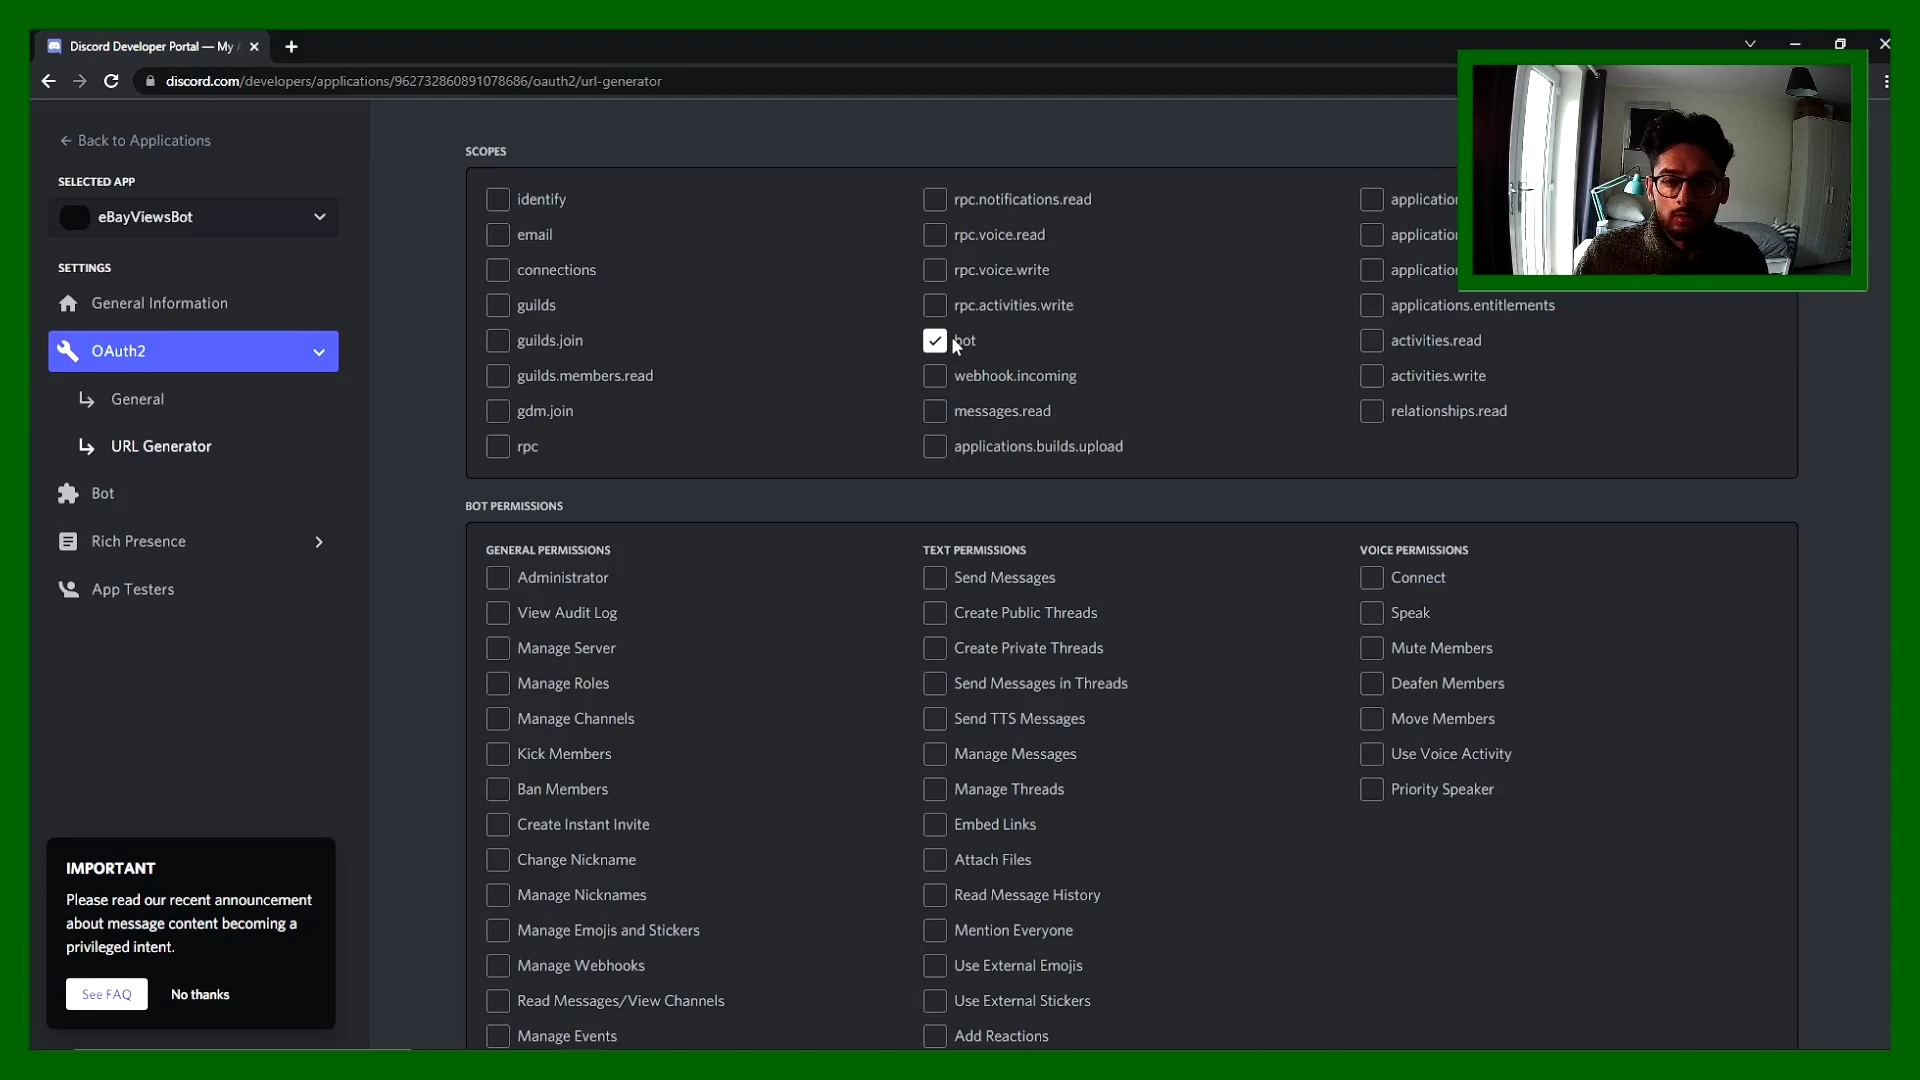 Discord Developer Portal — My
discord.com/developers/applications/962732860891078686/oauth2/url-generator
← Back to Applications
SELECTED APP
eBayViewsBot
SETTINGS
General Information
OAuth2
General
URL Generator
Bot
Rich Presence
App Testers
IMPORTANT
Please read our recent announcement
about message content becoming a
privileged intent.
See FAQ
No thanks
SCOPES
identify
email
connections
guilds
guilds.join
guilds.members.read
gdm.join
rpc
rpc.notifications.read
rpc.voice.read
rpc.voice.write
rpc.activities.write
bot
webhook.incoming
messages.read
applications.builds.upload
applications.entitlements
activities.read
activities.write
relationships.read
BOT PERMISSIONS
GENERAL PERMISSIONS
Administrator
View Audit Log
Manage Server
Manage Roles
Manage Channels
Kick Members
Ban Members
Create Instant Invite
Change Nickname
Manage Nicknames
Manage Emojis and Stickers
Manage Webhooks
Read Messages/View Channels
Manage Events
TEXT PERMISSIONS
Send Messages
Create Public Threads
Create Private Threads
Send Messages in Threads
Send TTS Messages
Manage Messages
Manage Threads
Embed Links
Attach Files
Read Message History
Mention Everyone
Use External Emojis
Use External Stickers
Add Reactions
VOICE PERMISSIONS
Connect
Speak
Mute Members
Deafen Members
Move Members
Use Voice Activity
Priority Speaker